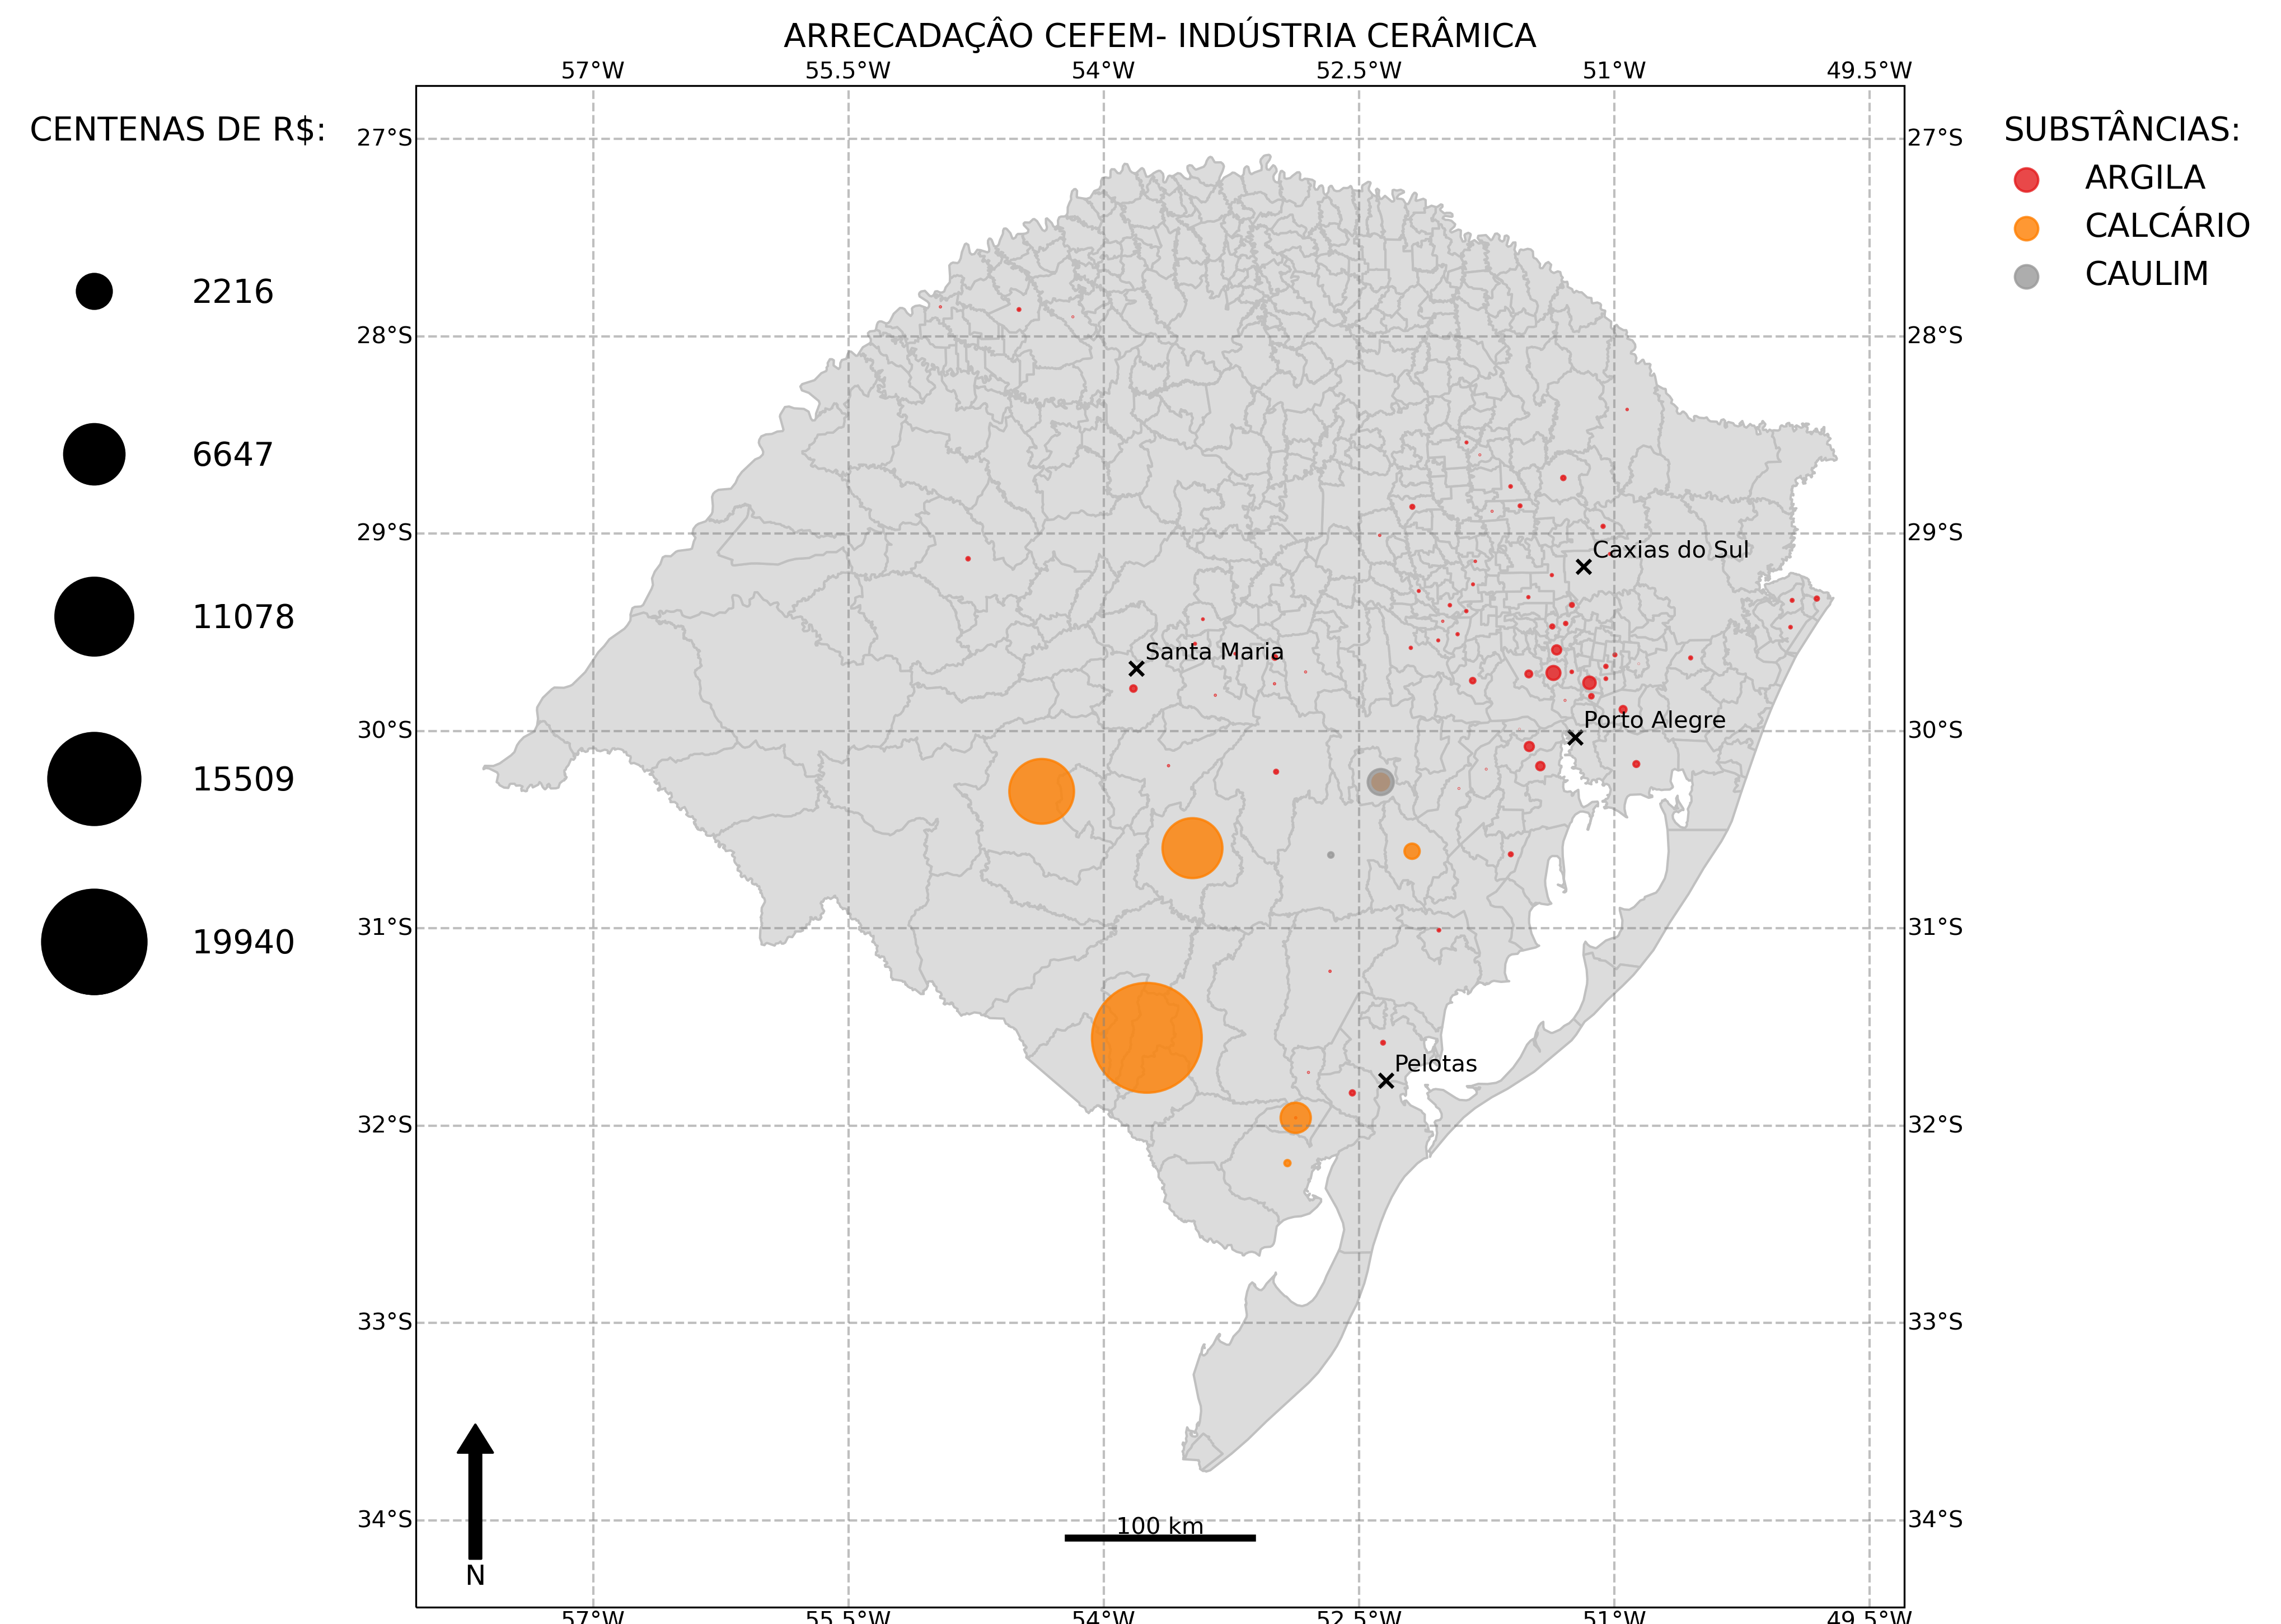 ARRECADAÇÂO CEFEM- INDÚSTRIA CERÂMICA
57°W 55.5°W 54°W 52.5°W 51°W 49.5°W
CENTENAS DE R$:
2216
6647
11078
15509
19940
27°S
28°S
29°S
30°S
31°S
32°S
33°S
34°S
Caxias do Sul
Santa Maria
Porto Alegre
Pelotas
100 km
N
27°S
28°S
29°S
30°S
31°S
32°S
33°S
34°S
SUBSTÂNCIAS:
ARGILA
CALCÁRIO
CAULIM
57°W 55.5°W 54°W 52.5°W 51°W 49.5°W